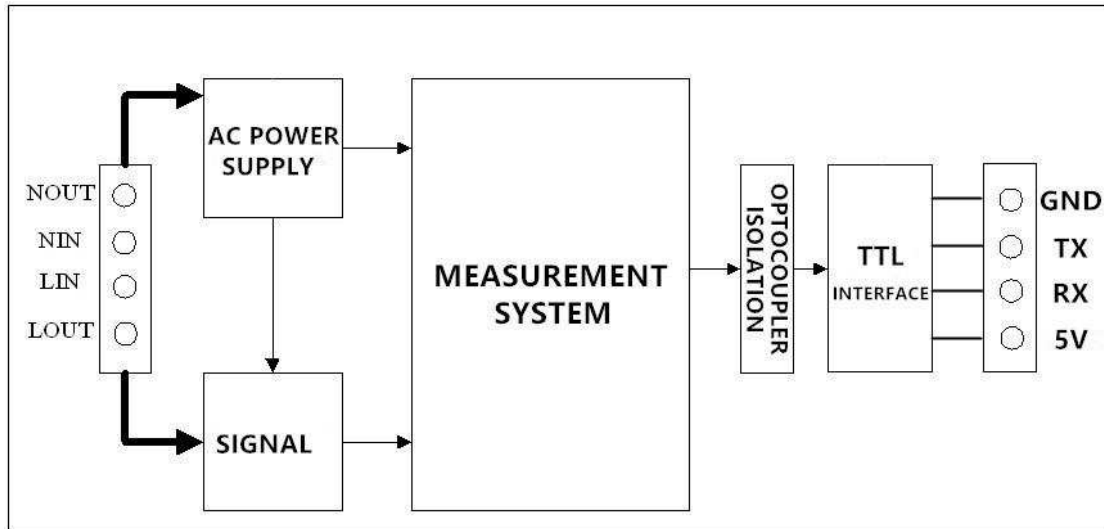 NOUT
NIN
LIN
LOUT
AC POWER
SUPPLY
SIGNAL
MEASUREMENT
SYSTEM
OPTOCOUPLER
ISOLATION
TTL
INTERFACE
GND
TX
RX
5V